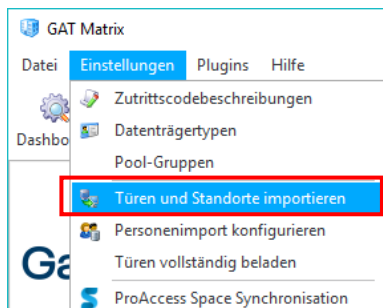 GAT Matrix
Datei Einstellungen Plugins Hilfe
Zutrittscodebeschreibungen
Dashbo
Datenträgertypen
Pool-Gruppen
Türen und Standorte importieren
Personenimport konfigurieren
Ga
Türen vollständig beladen
ProAccess Space Synchronisation